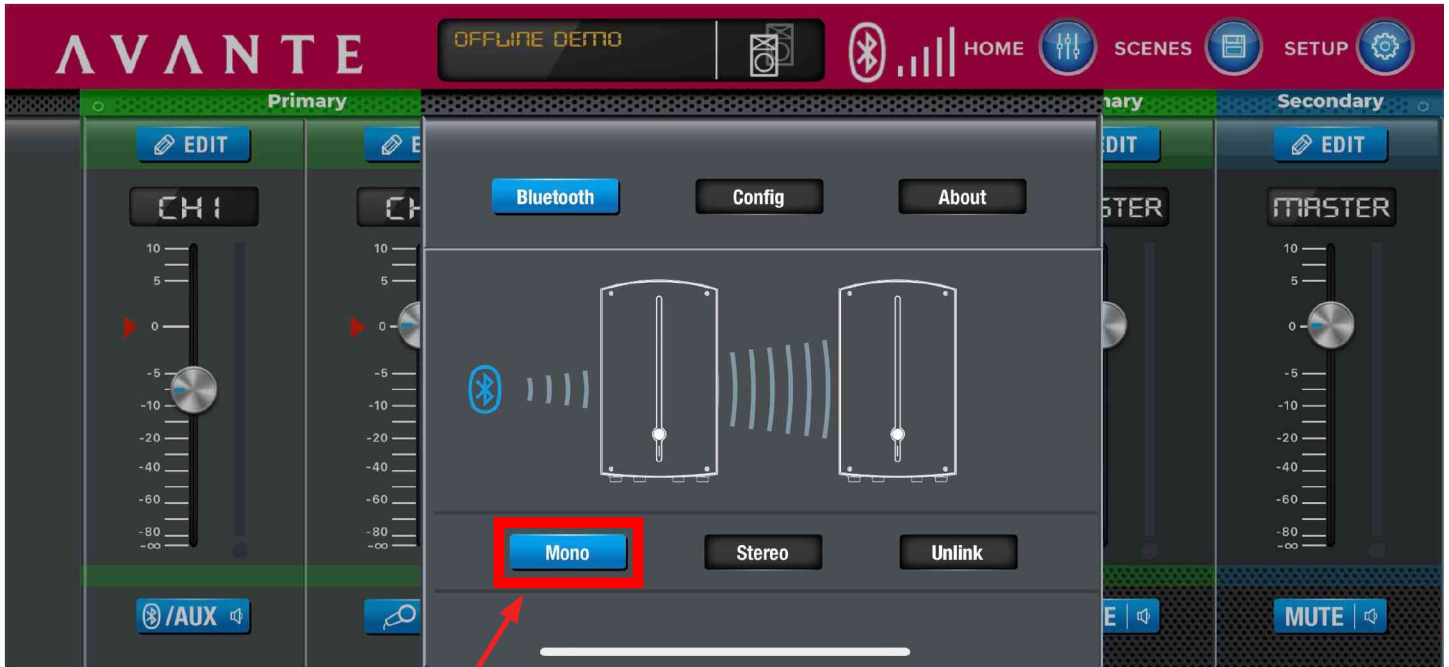 AVANTE
OFFLINE DEMO
HOME
SCENES
SETUP
Primary
Secondary
EDIT
EDIT
CH1
MASTER
10
5
0
-5
-10
-20
-40
-60
-80
-∞
/AUX
10
5
0
-5
-10
-20
-40
-60
-80
-∞
Bluetooth
Config
About
Mono
Stereo
Unlink
10
5
0
-5
-10
-20
-40
-60
-80
-∞
MUTE